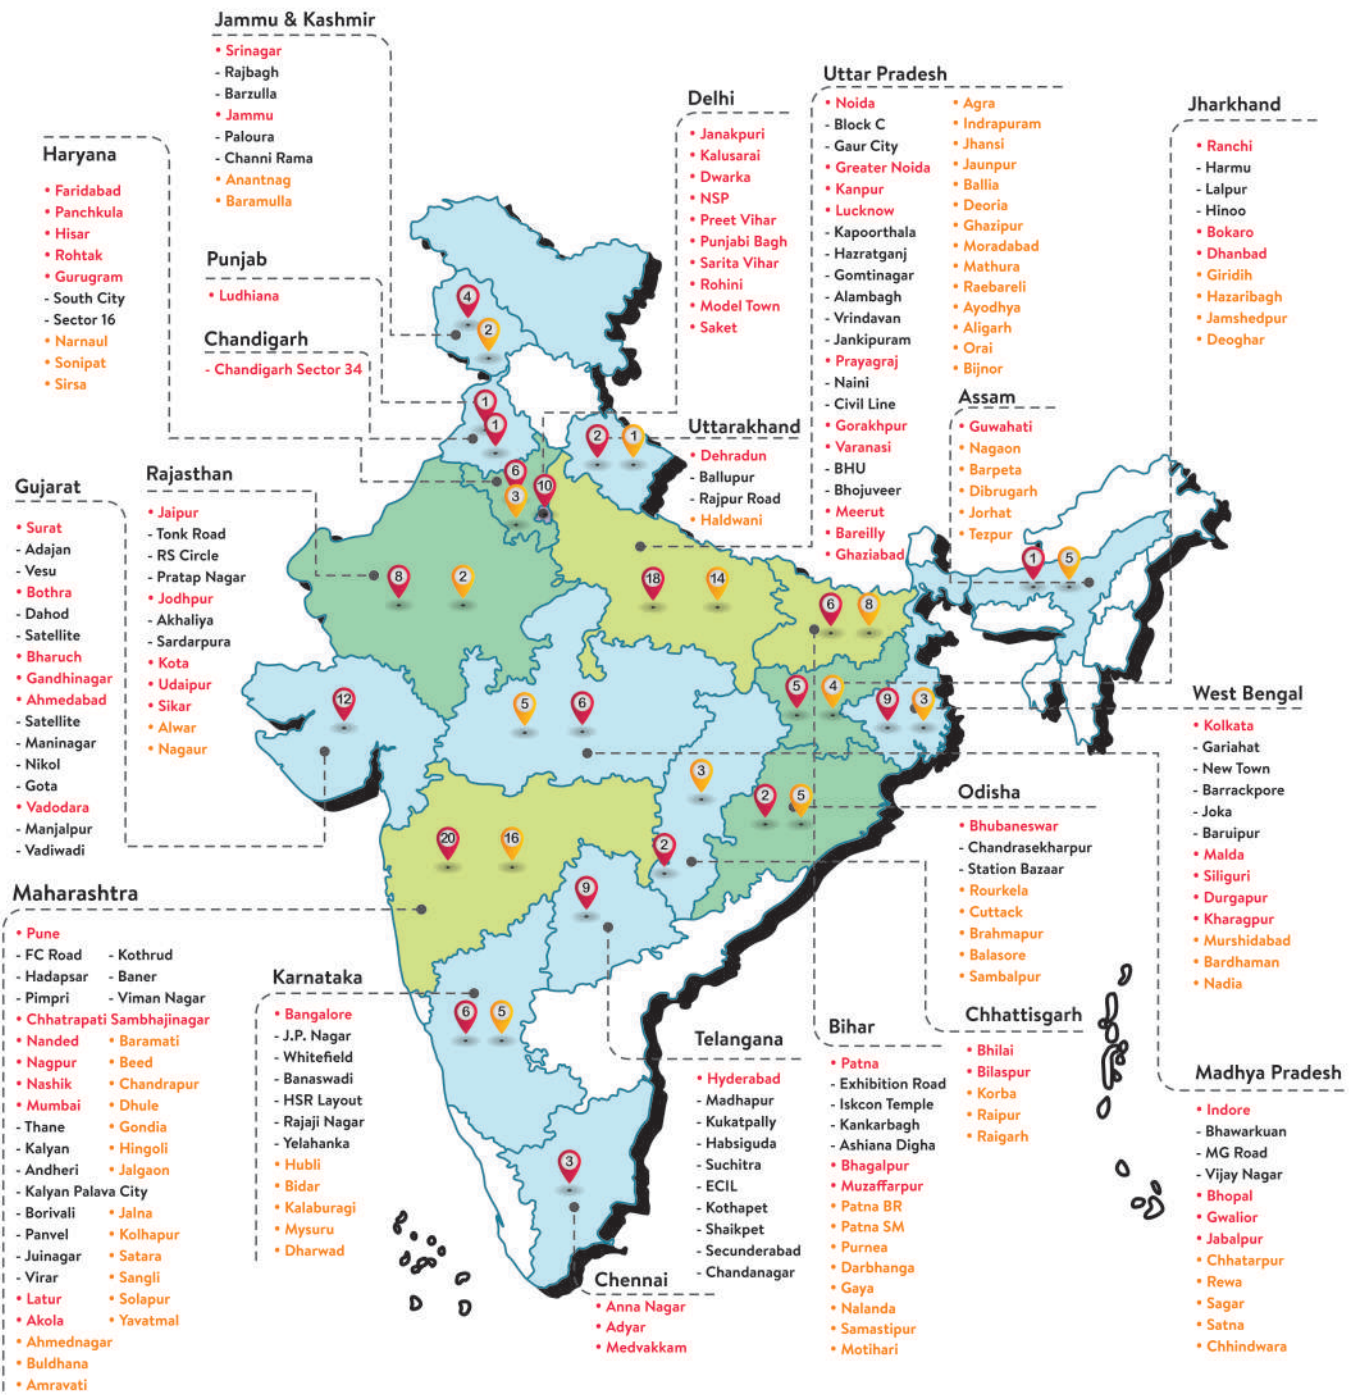 Jammu & Kashmir
• Srinagar
- Rajbagh
- Barzulla
• Jammu
- Paloura
- Channi Rama
• Anantnag
• Baramulla
Haryana
• Faridabad
• Panchkula
• Hisar
• Rohtak
• Gurugram
- South City
- Sector 16
• Narnaul
• Sonipat
• Sirsa
Punjab
• Ludhiana
Chandigarh
- Chandigarh Sector 34
Delhi
• Janakpuri
• Kalusarai
• Dwarka
• NSP
• Preet Vihar
• Punjabi Bagh
• Sarita Vihar
• Rohini
• Model Town
• Saket
Uttar Pradesh
• Noida
- Block C
- Gaur City
• Greater Noida
• Kanpur
• Lucknow
- Kapoorthala
- Hazratganj
- Gomtinagar
- Alambagh
- Vrindavan
- Jankipuram
• Prayagraj
- Naini
- Civil Line
• Gorakhpur
• Varanasi
- BHU
- Bhojuveer
• Meerut
• Bareilly
• Ghaziabad
• Agra
• Indrapuram
• Jhansi
• Jaunpur
• Ballia
• Deoria
• Ghazipur
• Moradabad
• Mathura
• Raebareli
• Ayodhya
• Aligarh
• Orai
• Bijnor
Jharkhand
• Ranchi
- Harmu
- Lalpur
- Hinoo
• Bokaro
• Dhanbad
• Giridih
• Hazaribagh
• Jamshedpur
• Deoghar
Assam
• Guwahati
• Nagaon
• Barpeta
• Dibrugarh
• Jorhat
• Tezpur
Uttarakhand
• Dehradun
- Ballupur
- Rajpur Road
• Haldwani
Rajasthan
• Jaipur
- Tonk Road
- RS Circle
- Pratap Nagar
• Jodhpur
- Akhaliya
- Sardarpura
• Kota
• Udaipur
• Sikar
• Alwar
• Nagaur
Gujarat
• Surat
- Adajan
- Vesu
• Bothra
- Dahod
- Satellite
• Bharuch
• Gandhinagar
• Ahmedabad
- Satellite
- Maninagar
- Nikol
- Gota
• Vadodara
- Manjalpur
- Vadiwadi
4
2
1
1
2
1
6
10
3
8
2
18
14
6
8
1
5
12
5
6
5
4
9
3
3
2
5
20
16
2
9
6
5
3
West Bengal
• Kolkata
- Gariahat
- New Town
- Barrackpore
- Joka
- Baruipur
• Malda
• Siliguri
• Durgapur
• Kharagpur
• Murshidabad
• Bardhaman
• Nadia
Odisha
• Bhubaneswar
- Chandrasekharpur
- Station Bazaar
• Rourkela
• Cuttack
• Brahmapur
• Balasore
• Sambalpur
Maharashtra
• Pune
- FC Road - Kothrud
- Hadapsar - Baner
- Pimpri - Viman Nagar
• Chhatrapati Sambhajinagar
• Nanded • Baramati
• Nagpur • Beed
• Nashik • Chandrapur
• Mumbai • Dhule
- Thane • Gondia
- Kalyan • Hingoli
- Andheri • Jalgaon
- Kalyan Palava City
- Borivali • Jalna
- Panvel • Kolhapur
- Juinagar • Satara
- Virar • Sangli
• Latur • Solapur
• Akola • Yavatmal
• Ahmednagar
• Buldhana
• Amravati
Karnataka
• Bangalore
- J.P. Nagar
- Whitefield
- Banaswadi
- HSR Layout
- Rajaji Nagar
- Yelahanka
• Hubli
• Bidar
• Kalaburagi
• Mysuru
• Dharwad
Chennai
• Anna Nagar
• Adyar
• Medvakkam
Telangana
• Hyderabad
- Madhapur
- Kukatpally
- Habsiguda
- Suchitra
- ECIL
- Kothapet
- Shaikpet
- Secunderabad
- Chandanagar
Bihar
• Patna
- Exhibition Road
- Iskcon Temple
- Kankarbagh
- Ashiana Digha
• Bhagalpur
• Muzaffarpur
• Patna BR
• Patna SM
• Purnea
• Darbhanga
• Gaya
• Nalanda
• Samastipur
• Motihari
Chhattisgarh
• Bhilai
• Bilaspur
• Korba
• Raipur
• Raigarh
Madhya Pradesh
• Indore
- Bhawarkuan
- MG Road
- Vijay Nagar
• Bhopal
• Gwalior
• Jabalpur
• Chhatarpur
• Rewa
• Sagar
• Satna
• Chhindwara